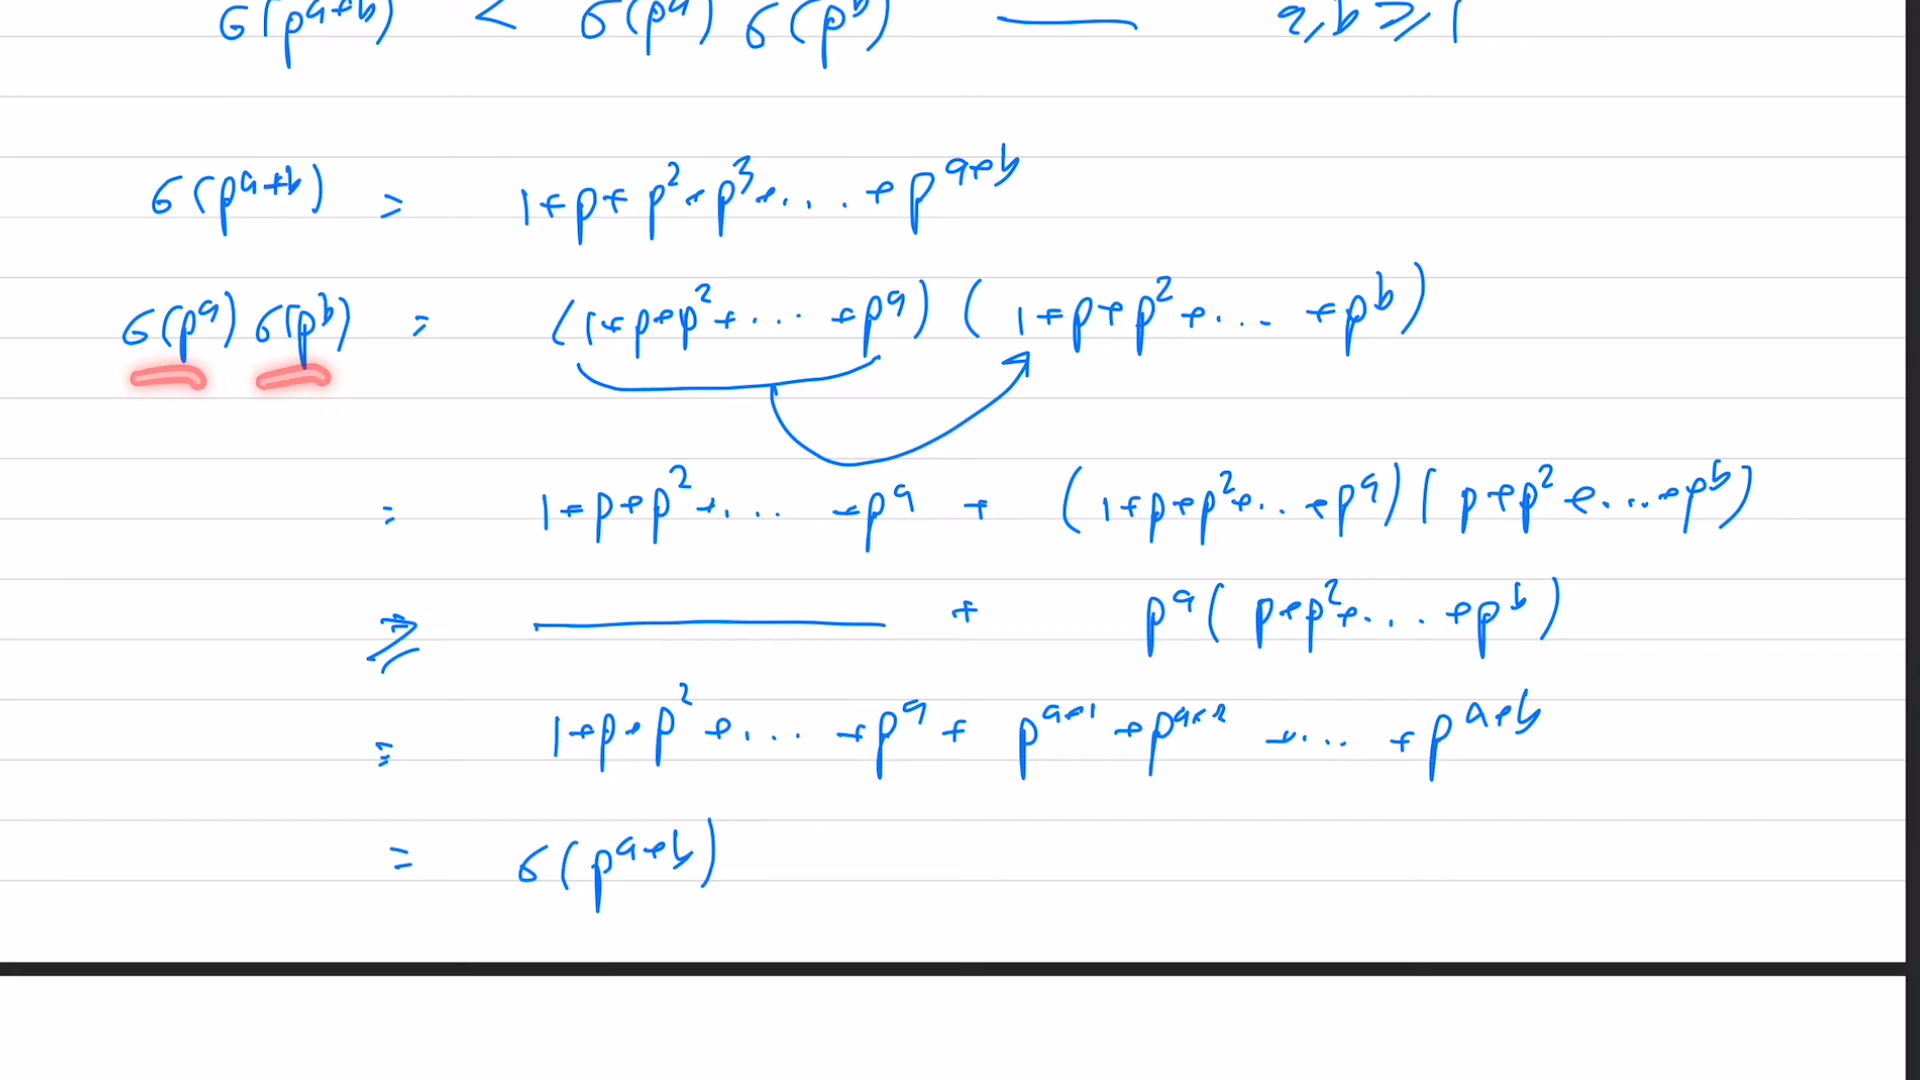 σ(p^{a+b}) < σ(p^a) σ(p^b) — a,b ≥ 1
σ(p^{a+b}) = 1+p+p^2+p^3+....+p^{a+b}
σ(p^a) σ(p^b) = (1+p+p^2+....+p^a)(1+p+p^2+....+p^b)
= 1+p+p^2+....+p^a + (1+p+p^2+...+p^a)(p+p^2+....+p^b)
≥ ——— + p^a(p+p^2+....+p^b)
= 1+p+p^2+....+p^a + p^{a+1}+p^{a+2}+....+p^{a+b}
= σ(p^{a+b})